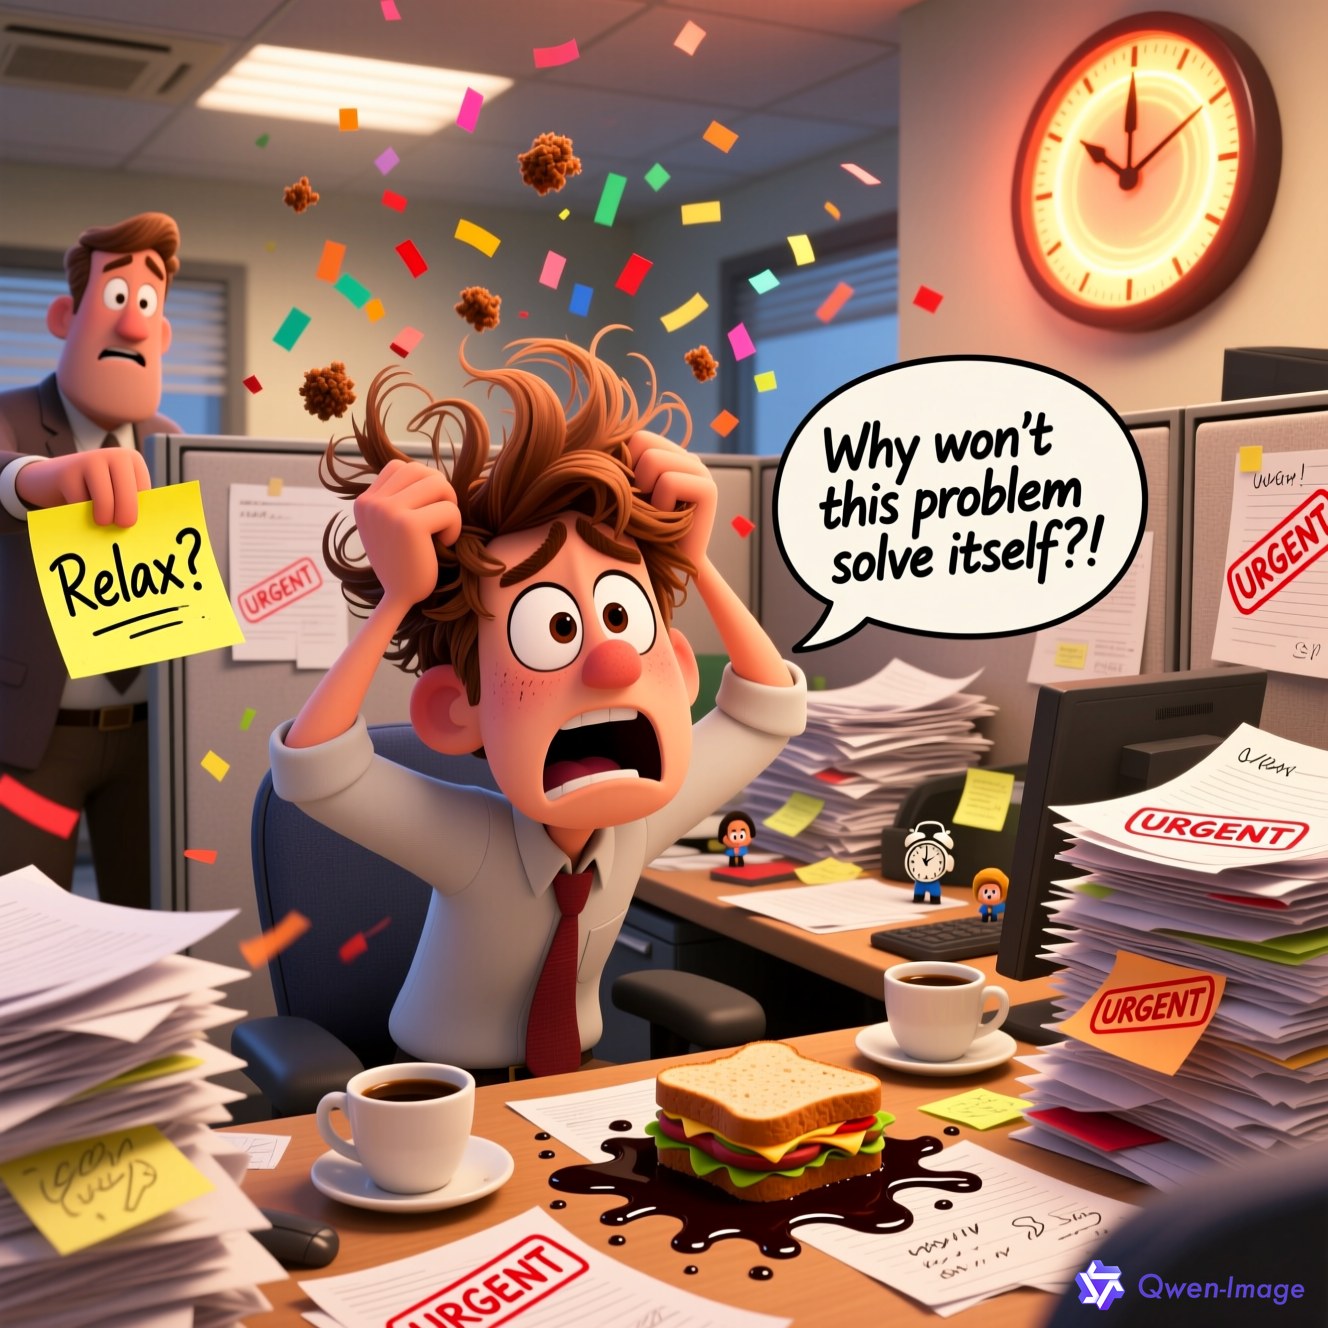 Why won't
this problem
solve itself?!
Relax?
URGENT
URGENT
URGENT
URGENT
URGENT
Qwen-Image